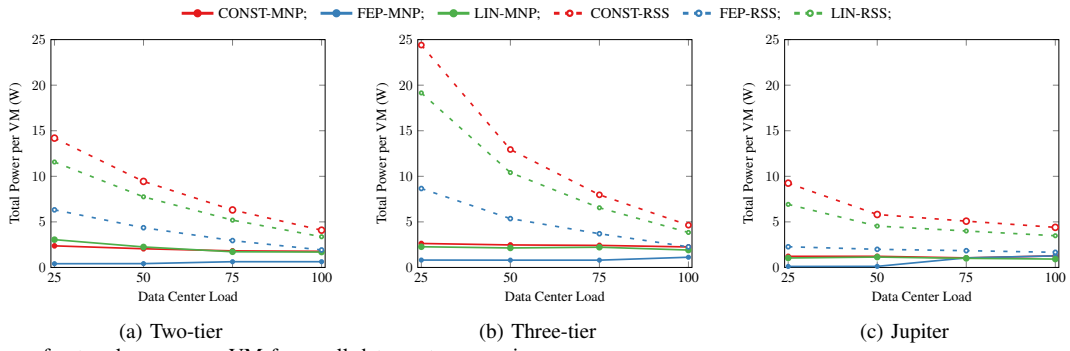 CONST-MNP; FEP-MNP; LIN-MNP; CONST-RSS FEP-RSS; LIN-RSS;
25
20
15
10
5
0
25 50 75 100
Total Power per VM (W)
Data Center Load
(a) Two-tier
25
20
15
10
5
0
25 50 75 100
Total Power per VM (W)
Data Center Load
(b) Three-tier
25
20
15
10
5
0
25 50 75 100
Total Power per VM (W)
Data Center Load
(c) Jupiter